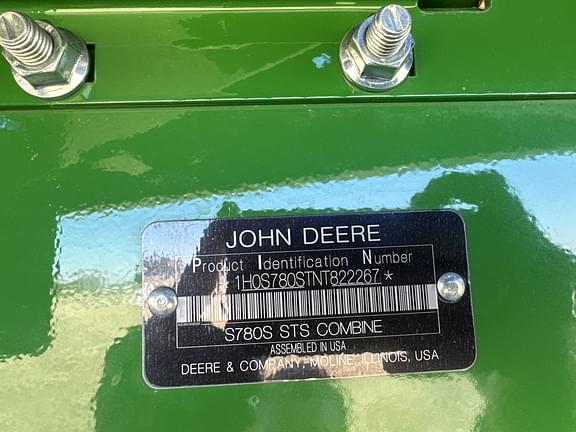 JOHN DEERE
Product Identification Number
*1H0S780STNT822267*
S780S STS COMBINE
ASSEMBLED IN USA
DEERE & COMPANY, MOLINE, ILLINOIS, USA